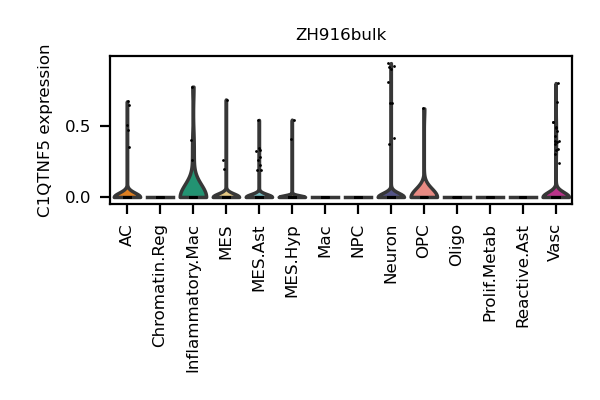 ZH916bulk
C1QTNF5 expression
0.5
0.0
AC
Chromatin.Reg
Inflammatory.Mac
MES
MES.Ast
MES.Hyp
Mac
NPC
Neuron
OPC
Oligo
Prolif.Metab
Reactive.Ast
Vasc